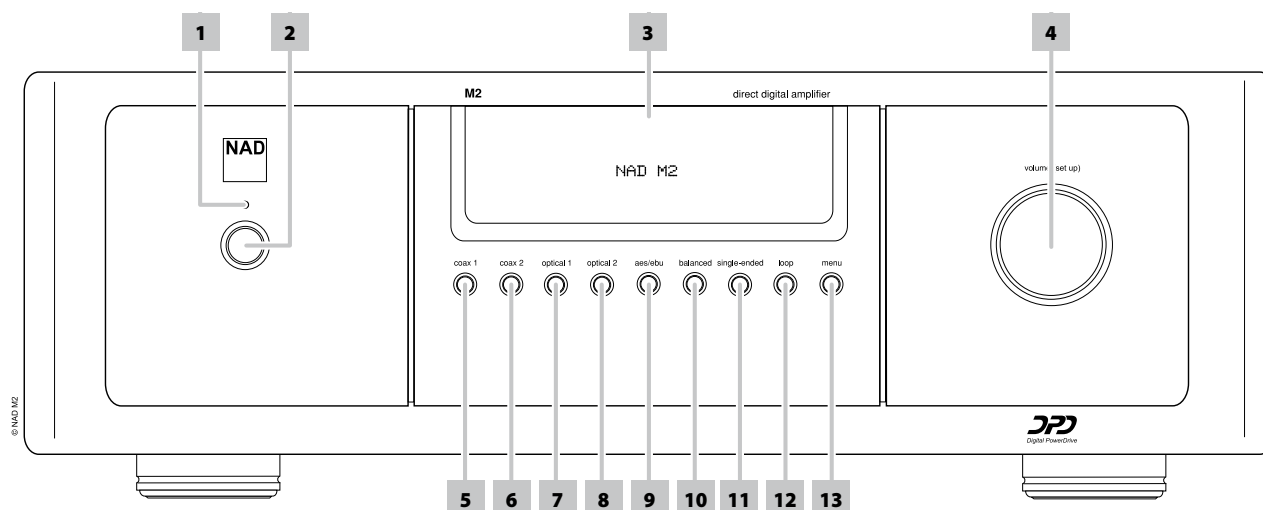 1 2 3 4
M2 direct digital amplifier
NAD
NAD M2
volume set up)
coax 1 coax 2 optical 1 optical 2 aes/ebu balanced single-ended loop menu
© NAD M2
DPD
Digital PowerDrive
5 6 7 8 9 10 11 12 13